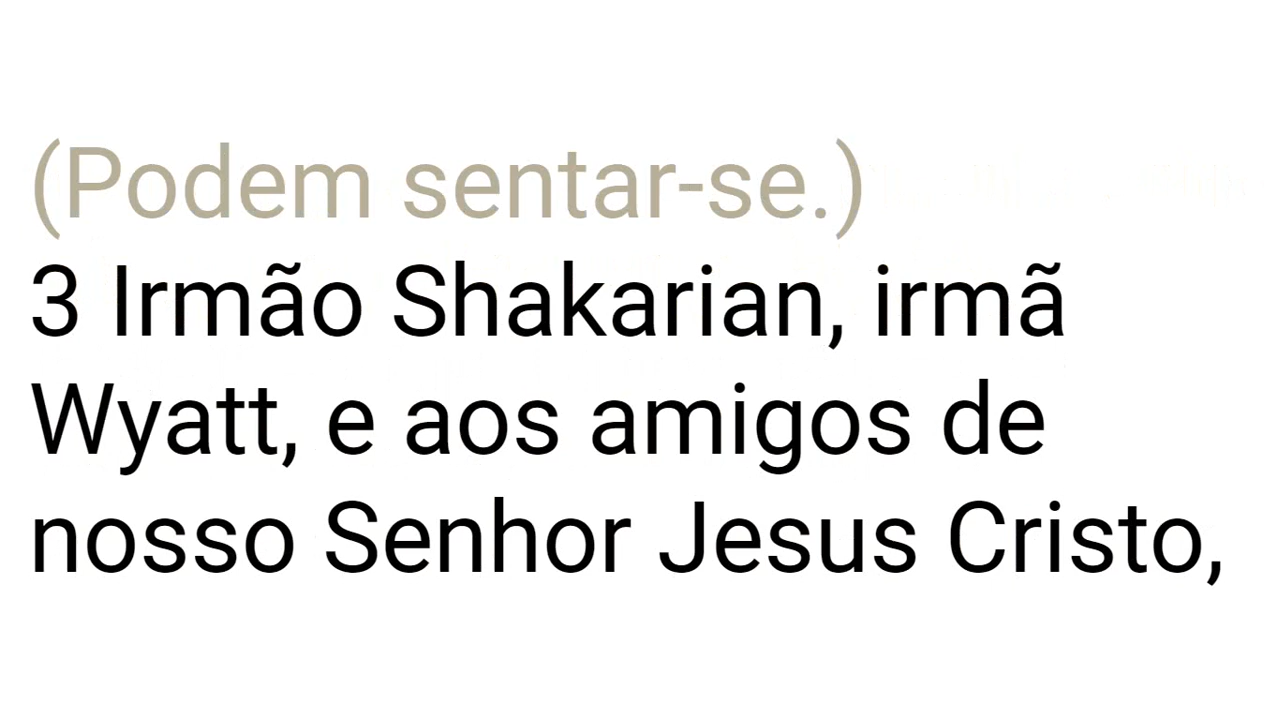 (Podem sentar-se.)
3 Irmão Shakarian, irmã
Wyatt, e aos amigos de
nosso Senhor Jesus Cristo,